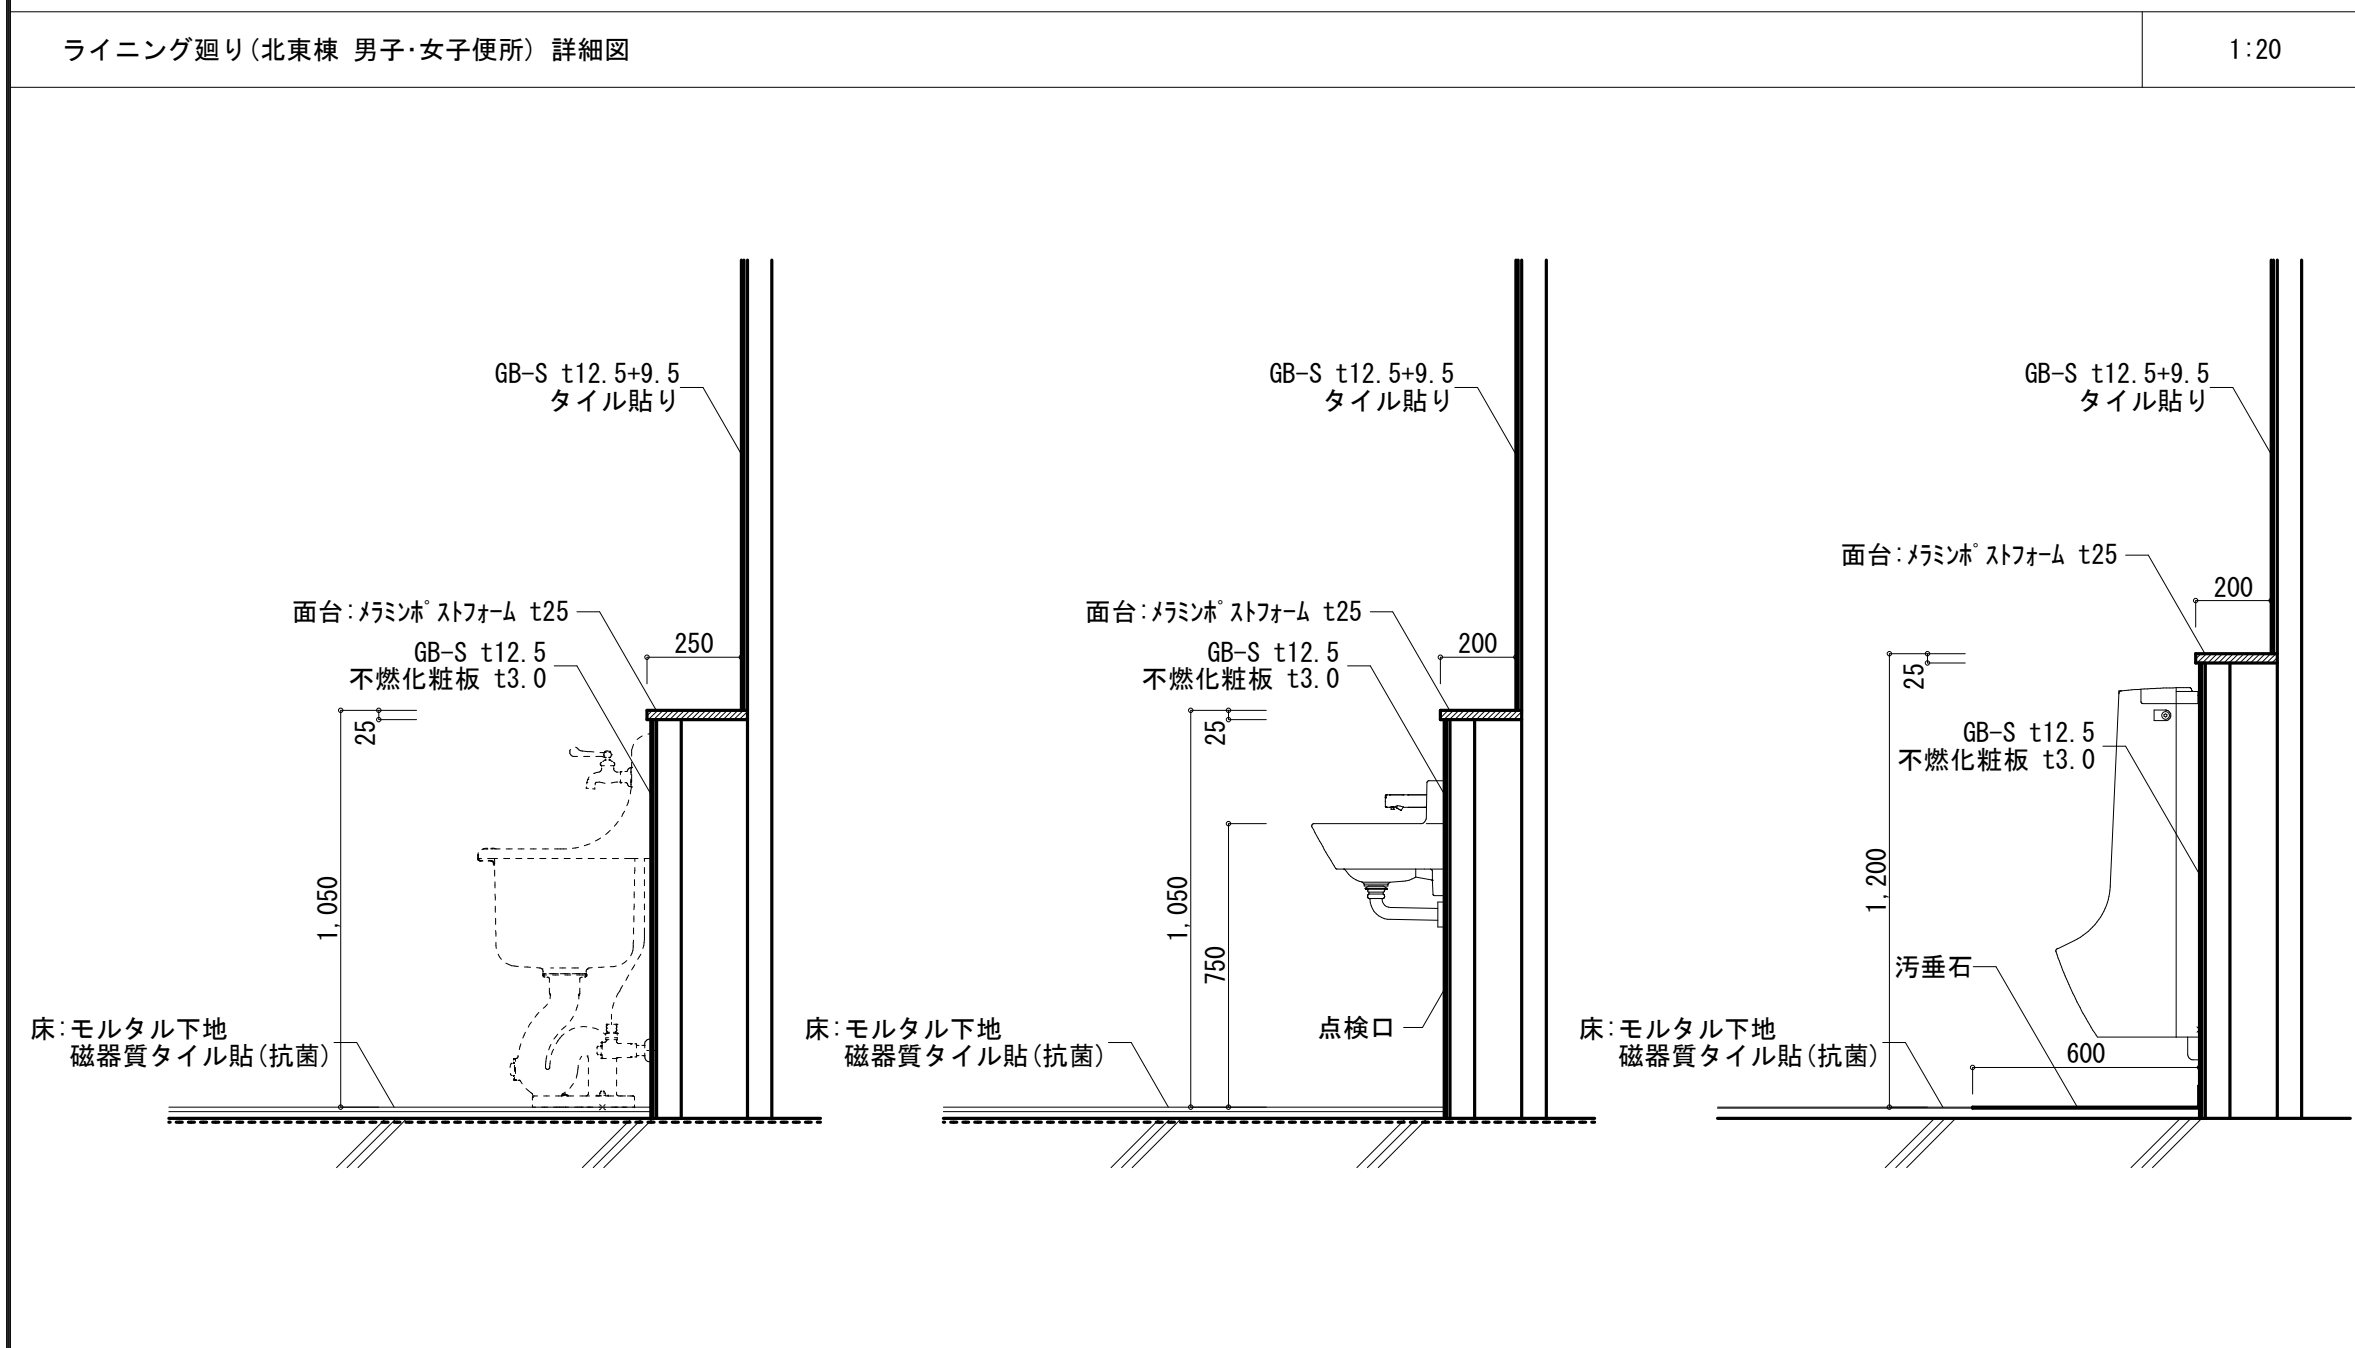 ライニング廻り(北東棟 男子･女子便所) 詳細図
1:20
GB-S t12.5+9.5
タイル貼り
面台:ﾒﾗﾐﾝﾎﾟｽﾄﾌｫｰﾑ t25
250
GB-S t12.5
不燃化粧板 t3.0
25
1,050
床:モルタル下地
磁器質タイル貼(抗菌)
GB-S t12.5+9.5
タイル貼り
面台:ﾒﾗﾐﾝﾎﾟｽﾄﾌｫｰﾑ t25
200
GB-S t12.5
不燃化粧板 t3.0
25
1,050
750
点検口
床:モルタル下地
磁器質タイル貼(抗菌)
GB-S t12.5+9.5
タイル貼り
面台:ﾒﾗﾐﾝﾎﾟｽﾄﾌｫｰﾑ t25
200
25
GB-S t12.5
不燃化粧板 t3.0
1,200
汚垂石
床:モルタル下地
磁器質タイル貼(抗菌)
600